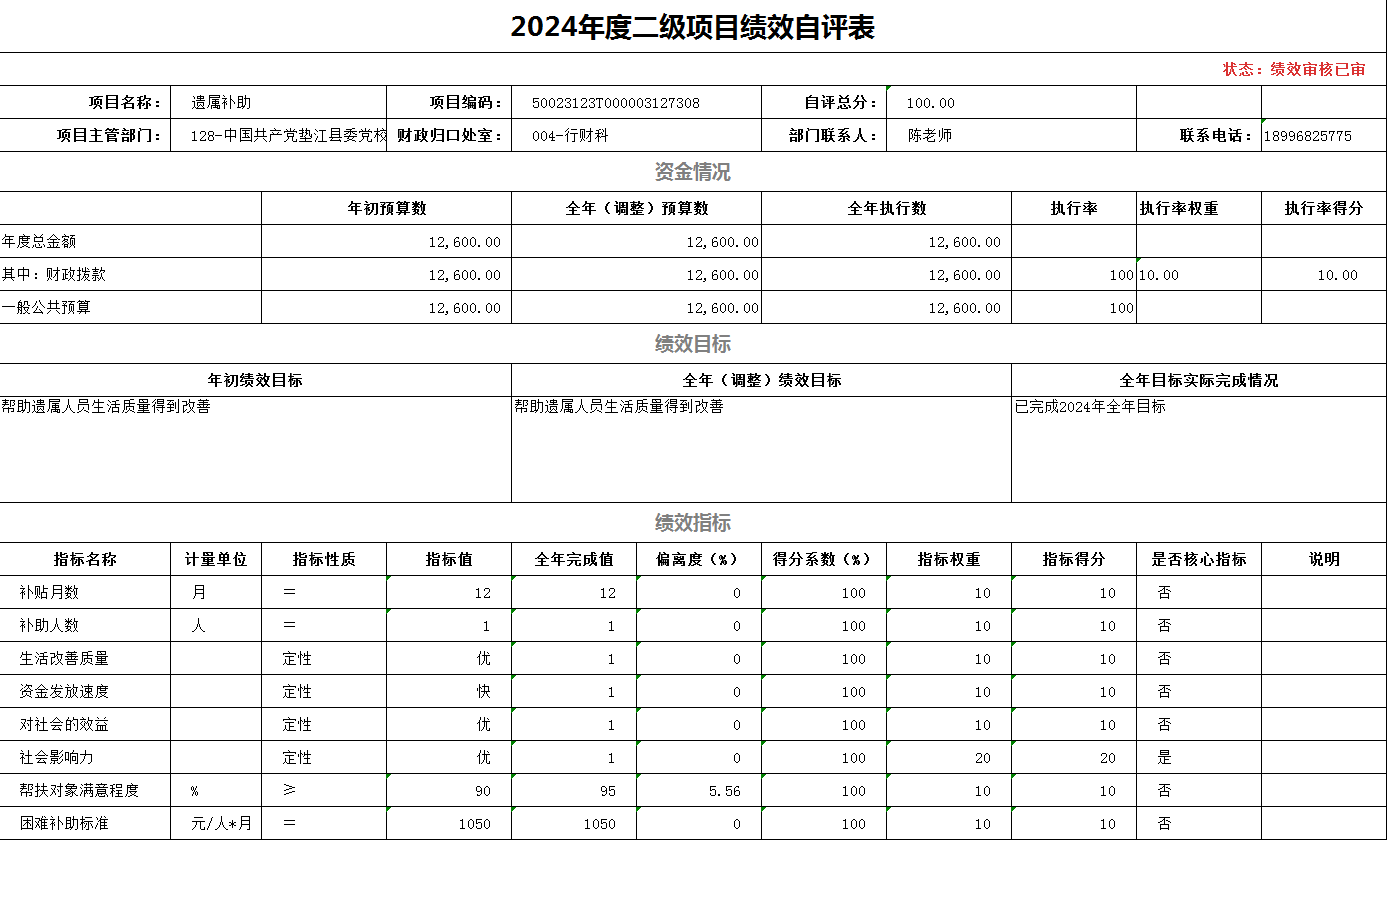 2024年度二级项目绩效自评表
状态：绩效审核已审
项目名称： 遗属补助 项目编码： 50023123T000003127308 自评总分： 100.00
项目主管部门： 128-中国共产党垫江县委党校 财政归口处室： 004-行财科 部门联系人： 陈老师 联系电话： 18996825775
资金情况
年初预算数 全年（调整）预算数 全年执行数 执行率 执行率权重 执行率得分
年度总金额 12,600.00 12,600.00 12,600.00
其中：财政拨款 12,600.00 12,600.00 12,600.00 100 10.00 10.00
一般公共预算 12,600.00 12,600.00 12,600.00 100
绩效目标
年初绩效目标 全年（调整）绩效目标 全年目标实际完成情况
帮助遗属人员生活质量得到改善 帮助遗属人员生活质量得到改善 已完成2024年全年目标
绩效指标
指标名称 计量单位 指标性质 指标值 全年完成值 偏离度（%） 得分系数（%） 指标权重 指标得分 是否核心指标 说明
补贴月数 月 ＝ 12 12 0 100 10 10 否
补助人数 人 ＝ 1 1 0 100 10 10 否
生活改善质量 定性 优 1 0 100 10 10 否
资金发放速度 定性 快 1 0 100 10 10 否
对社会的效益 定性 优 1 0 100 10 10 否
社会影响力 定性 优 1 0 100 20 20 是
帮扶对象满意程度 % ≥ 90 95 5.56 100 10 10 否
困难补助标准 元/人*月 ＝ 1050 1050 0 100 10 10 否